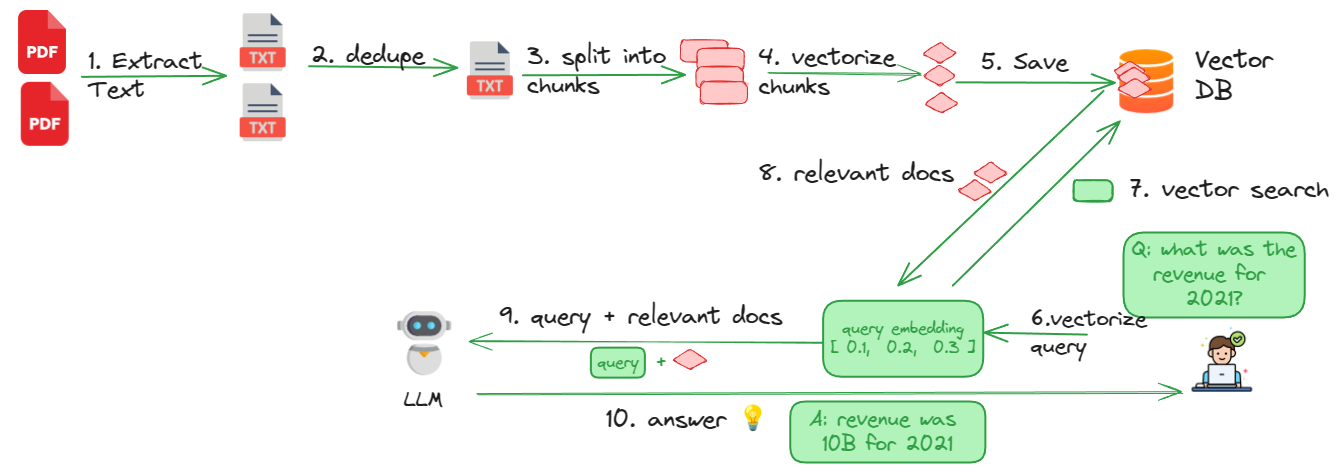 PDF
PDF
1. Extract
Text
TXT
TXT
2. dedupe
TXT
3. split into
chunks
4. vectorize
chunks
5. Save
Vector
DB
8. relevant docs
7. vector search
Q: what was the
revenue for
2021?
6.vectorize
query
query embedding
[ 0.1, 0.2, 0.3 ]
9. query + relevant docs
query +
LLM
10. answer
A: revenue was
10B for 2021